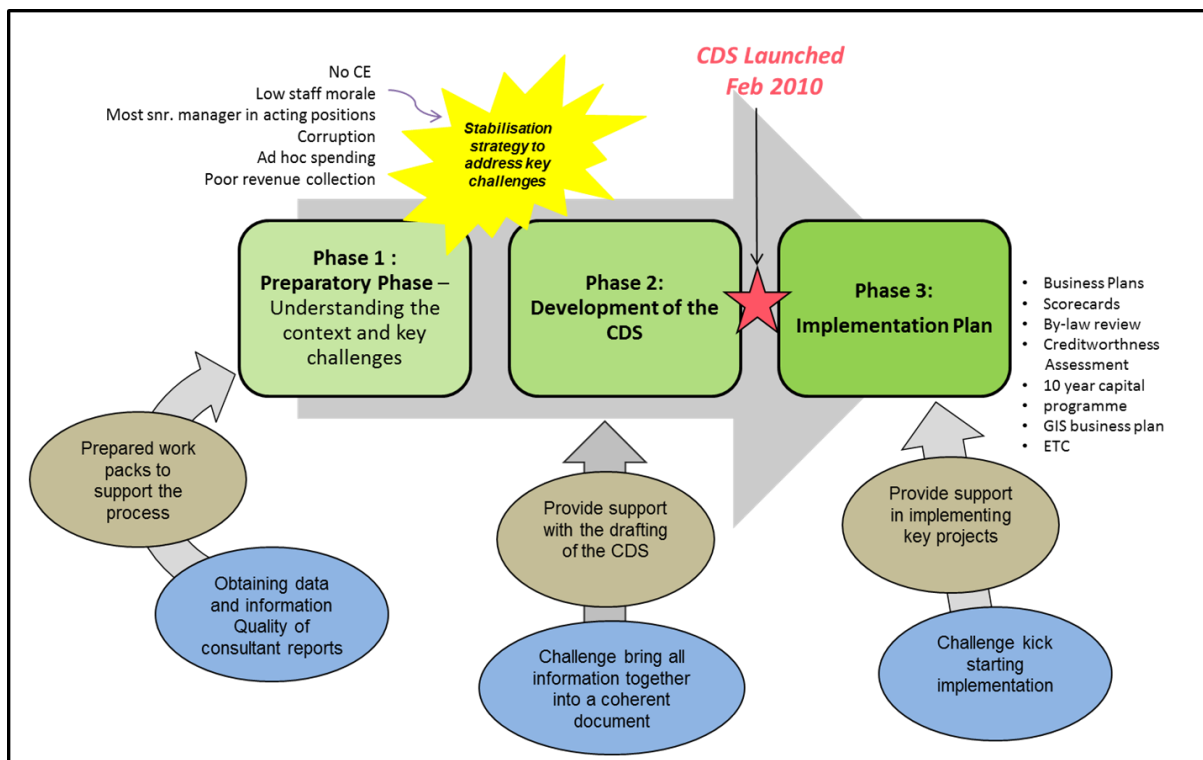 No CE
Low staff morale
Most snr. manager in acting positions
Corruption
Ad hoc spending
Poor revenue collection
Stabilisation
strategy to
address key
challenges
CDS Launched
Feb 2010
Phase 1 :
Preparatory Phase –
Understanding the
context and key
challenges
Phase 2:
Development of the
CDS
Phase 3:
Implementation Plan
• Business Plans
• Scorecards
• By-law review
• Creditworthness
Assessment
• 10 year capital
• programme
• GIS business plan
• ETC
Prepared work
packs to
support the
process
Obtaining data
and information
Quality of
consultant reports
Provide support
with the drafting
of the CDS
Challenge bring all
information together
into a coherent
document
Provide support
in implementing
key projects
Challenge kick
starting
implementation